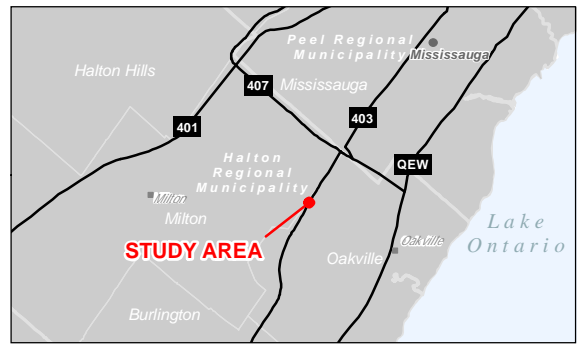 Peel Regional
Municipality
Mississauga
Halton Hills
407
Mississauga
403
401
Halton
Regional
Municipality
QEW
Milton
Milton
STUDY AREA
Oakville
Oakville
Lake
Ontario
Burlington